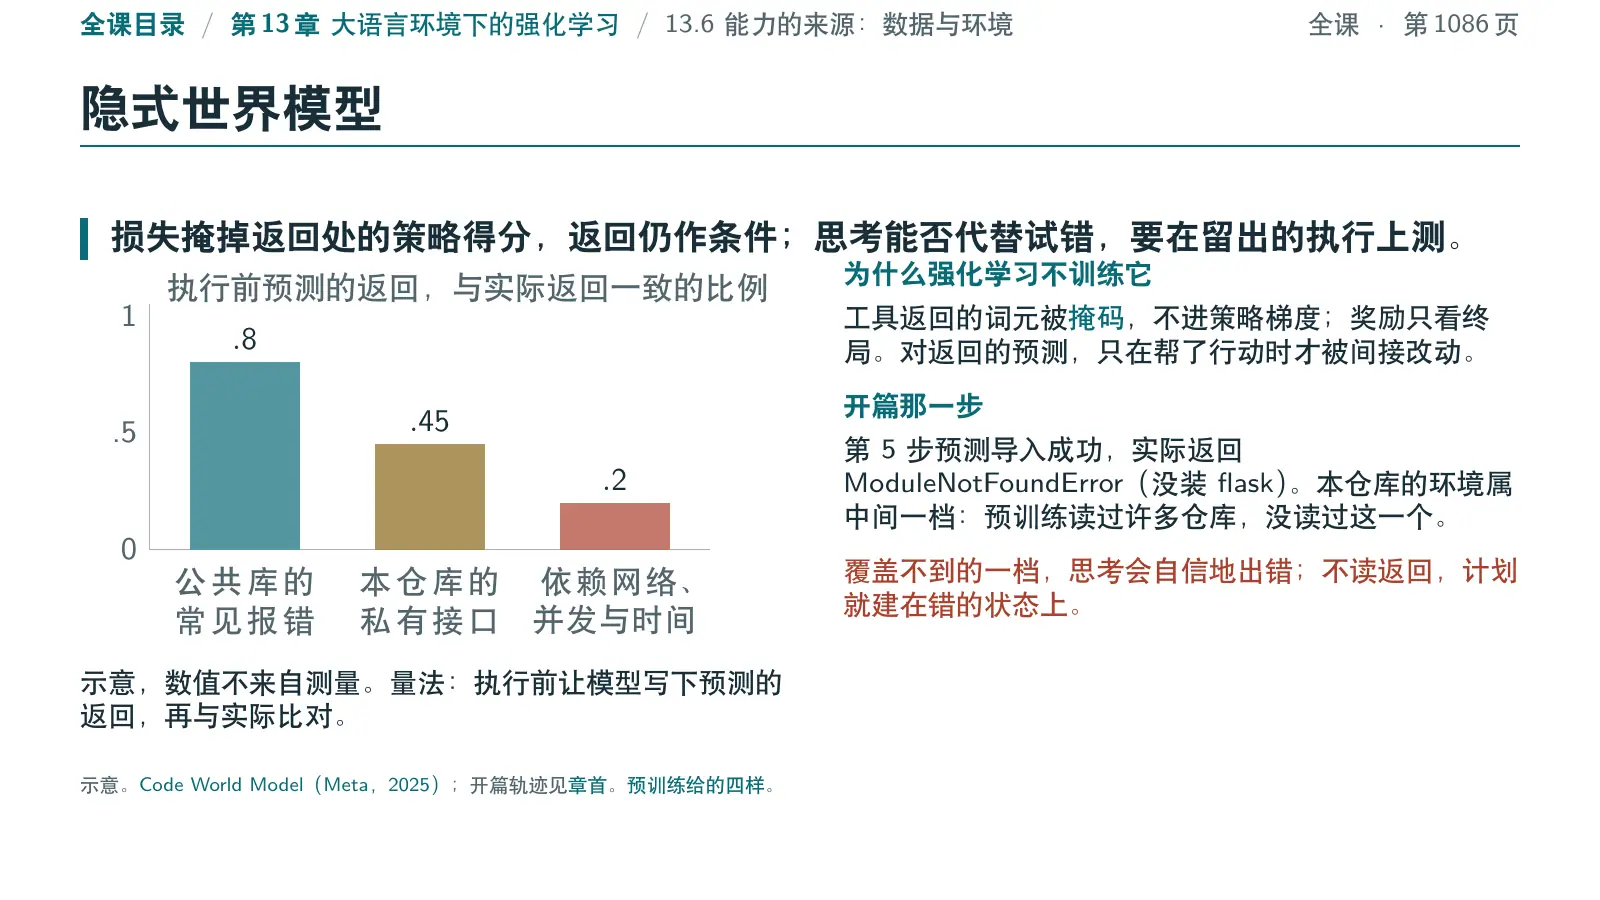 全课目录 / 第 13 章 大语言环境下的强化学习 / 13.6 能力的来源：数据与环境
全课 · 第 1086 页
隐式世界模型
损失掩掉返回处的策略得分，返回仍作条件；思考能否代替试错，要在留出的执行上测。
执行前预测的返回，与实际返回一致的比例
1
.5
0
.8
.45
.2
公共库的
常见报错
本仓库的
私有接口
依赖网络、
并发与时间
示意，数值不来自测量。量法：执行前让模型写下预测的
返回，再与实际比对。
为什么强化学习不训练它
工具返回的词元被掩码，不进策略梯度；奖励只看终
局。对返回的预测，只在帮了行动时才被间接改动。
开篇那一步
第 5 步预测导入成功，实际返回
ModuleNotFoundError（没装 flask）。本仓库的环境属
中间一档：预训练读过许多仓库，没读过这一个。
覆盖不到的一档，思考会自信地出错；不读返回，计划
就建在错的状态上。
示意。Code World Model（Meta，2025）；开篇轨迹见章首。预训练给的四样。